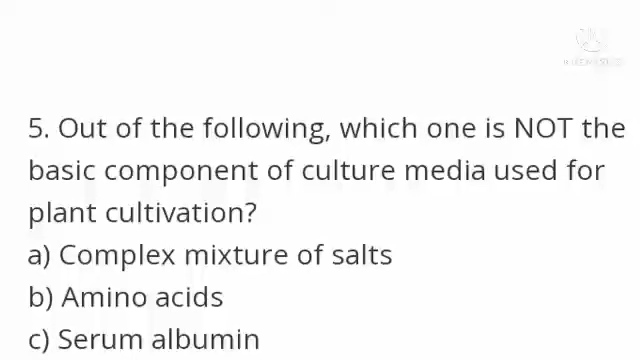 5. Out of the following, which one is NOT the
basic component of culture media used for
plant cultivation?
a) Complex mixture of salts
b) Amino acids
c) Serum albumin